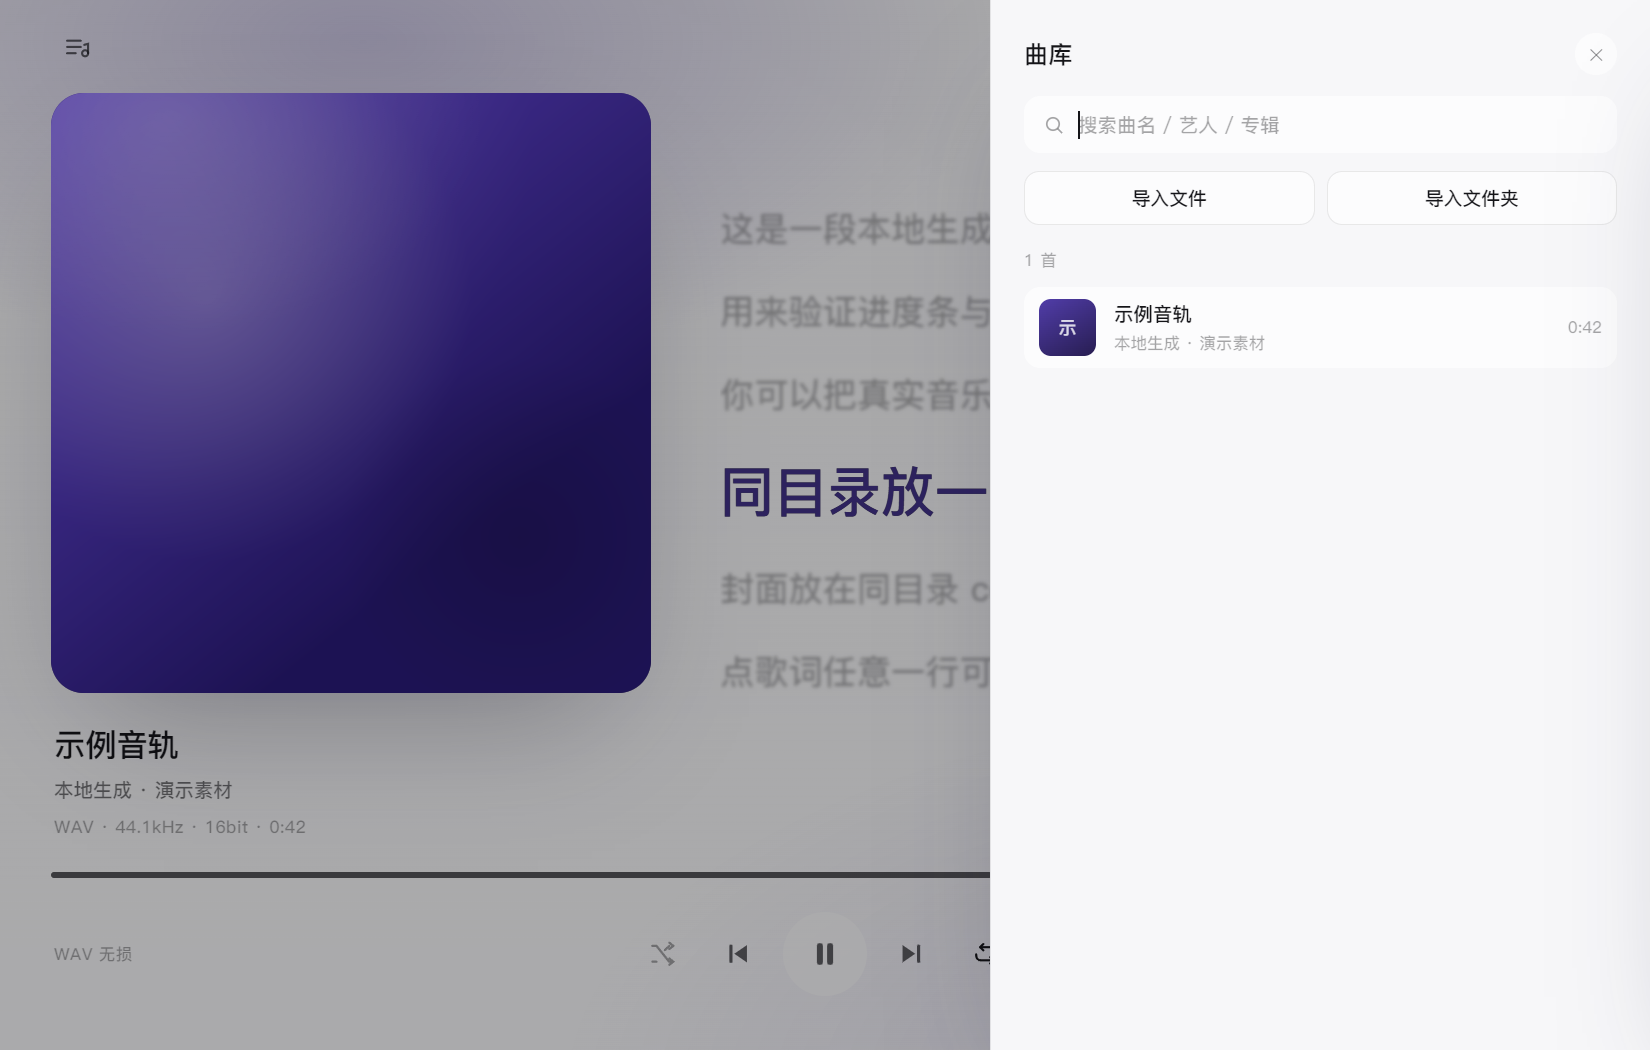 这是一段本地生成
用来验证进度条与
你可以把真实音乐
同目录放一
封面放在同目录 c
点歌词任意一行可
示例音轨
本地生成 · 演示素材
WAV · 44.1kHz · 16bit · 0:42
WAV 无损
曲库
搜索曲名 / 艺人 / 专辑
导入文件
导入文件夹
1 首
示
示例音轨
本地生成 · 演示素材
0:42